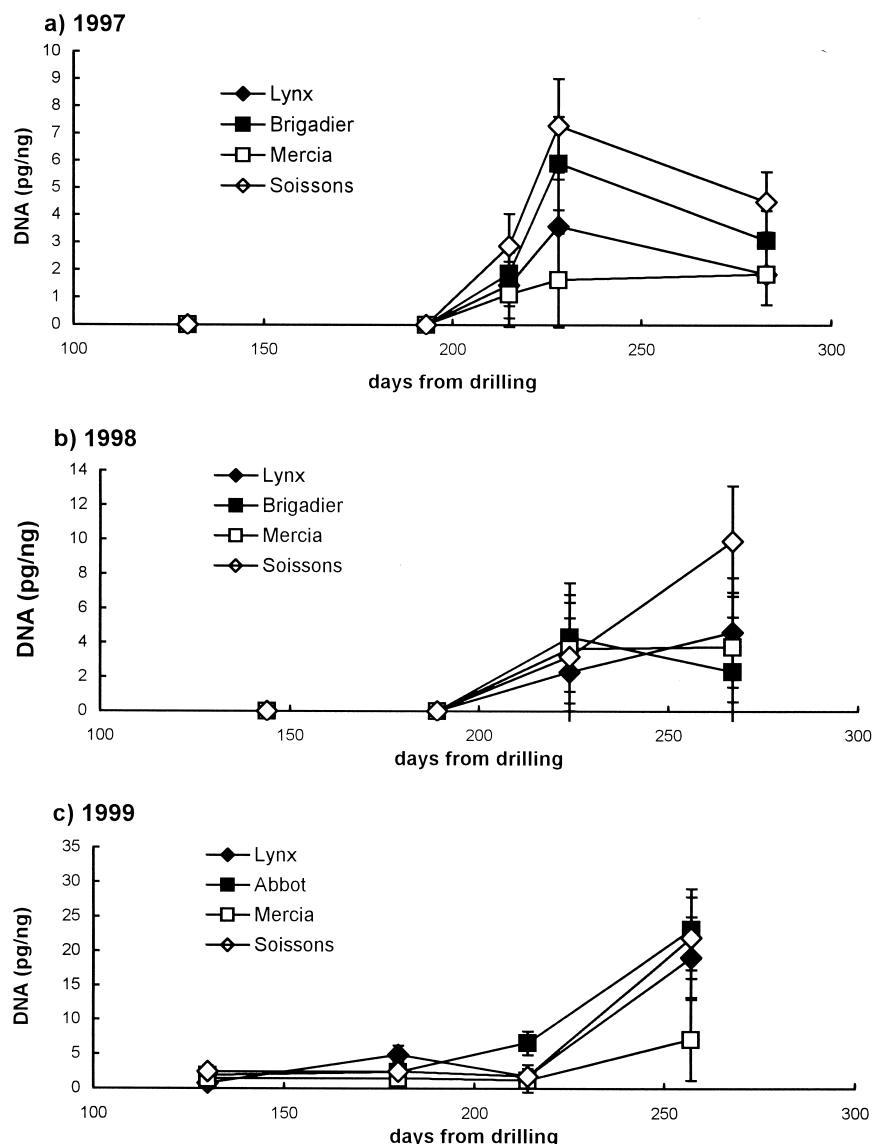 a) 1997
10
9
8
7
6
5
4
3
2
1
0
DNA (pg/ng)
Lynx
Brigadier
Mercia
Soissons
100 150 200 250 300
days from drilling
b) 1998
14
12
10
8
6
4
2
0
DNA (pg/ng)
Lynx
Brigadier
Mercia
Soissons
100 150 200 250 300
days from drilling
c) 1999
35
30
25
20
15
10
5
0
DNA (pg/ng)
Lynx
Abbot
Mercia
Soissons
100 150 200 250 300
days from drilling